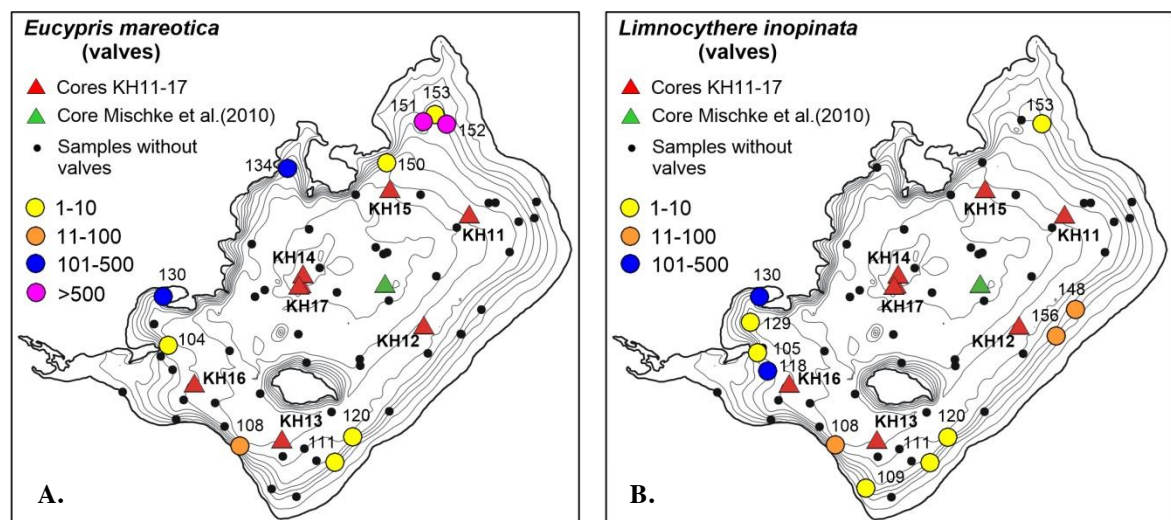 Eucypris mareotica
(valves)
Cores KH11-17
Core Mischke et al.(2010)
Samples without
valves
1-10
11-100
101-500
>500
153
151
152
134
150
KH15
KH11
KH14
KH17
130
104
KH12
KH16
108
KH13
120
111
A.
Limnocythere inopinata
(valves)
Cores KH11-17
Core Mischke et al.(2010)
Samples without
valves
1-10
11-100
101-500
153
KH15
KH11
KH14
KH17
130
148
129
156
105
KH12
118
KH16
108
KH13
120
111
109
B.